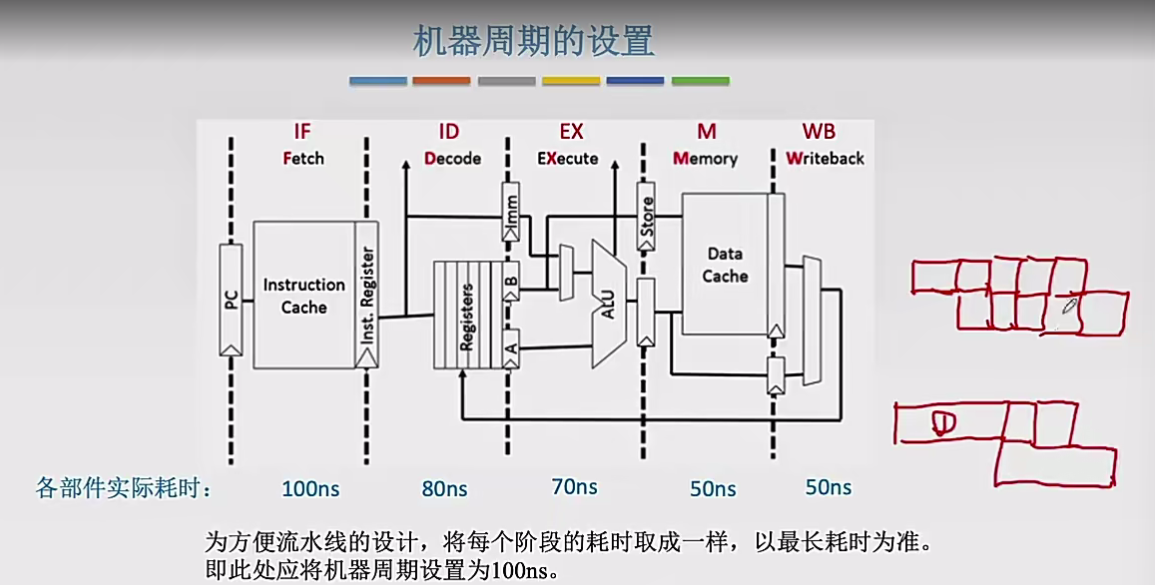 机器周期的设置
IF ID EX M WB
Fetch Decode EXecute Memory Writeback
PC
Instruction Cache
Inst. Register
Registers
Imm
B
A
ALU
Store
Data Cache
①
各部件实际耗时： 100ns 80ns 70ns 50ns 50ns
为方便流水线的设计，将每个阶段的耗时取成一样，以最长耗时为准。
即此处应将机器周期设置为100ns。